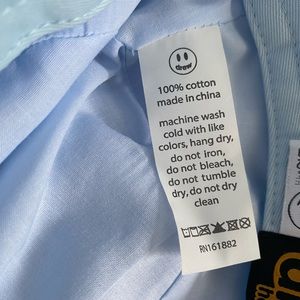 drew
100% cotton
made in china
machine wash
cold with like
colors, hang dry,
do not iron,
do not bleach,
do not tumble
dry, do not dry
clean
RN161882